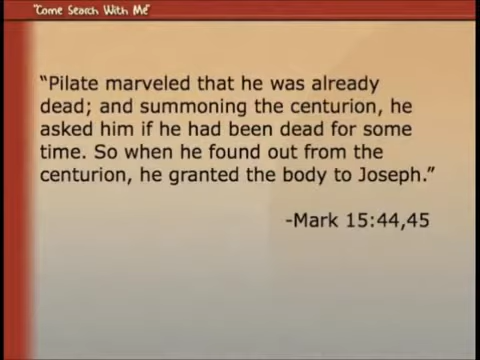 "Come Search With Me"
“Pilate marveled that he was already
dead; and summoning the centurion, he
asked him if he had been dead for some
time. So when he found out from the
centurion, he granted the body to Joseph.”
-Mark 15:44,45